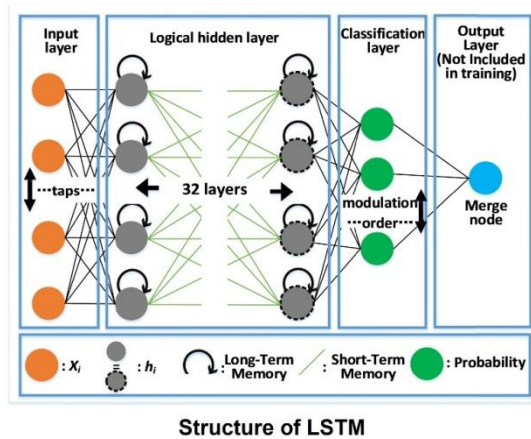 Input
layer
Logical hidden layer
Classification
layer
Output
Layer
(Not Included
in training)
taps
32 layers
modulation
order
Merge
node
: Xi
≡
: hi
: Long-Term
Memory
: Short-Term
Memory
: Probability
Structure of LSTM